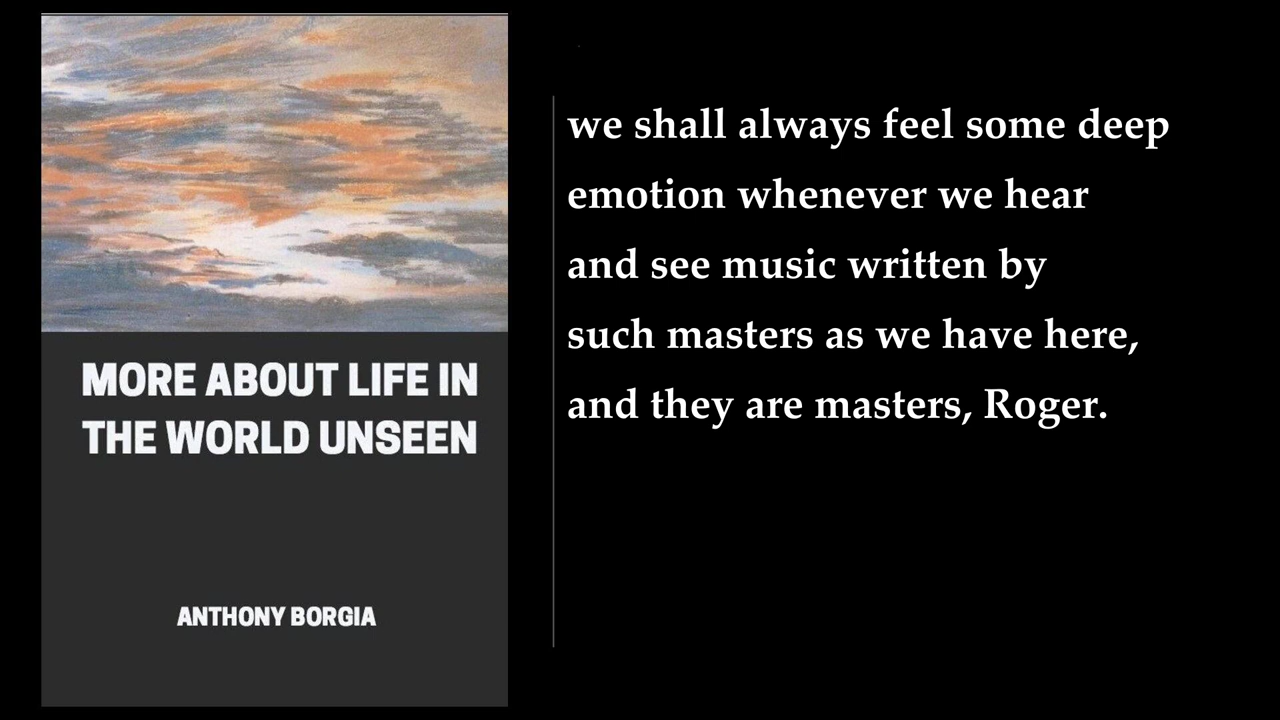 MORE ABOUT LIFE IN
THE WORLD UNSEEN
ANTHONY BORGIA
we shall always feel some deep
emotion whenever we hear
and see music written by
such masters as we have here,
and they are masters, Roger.